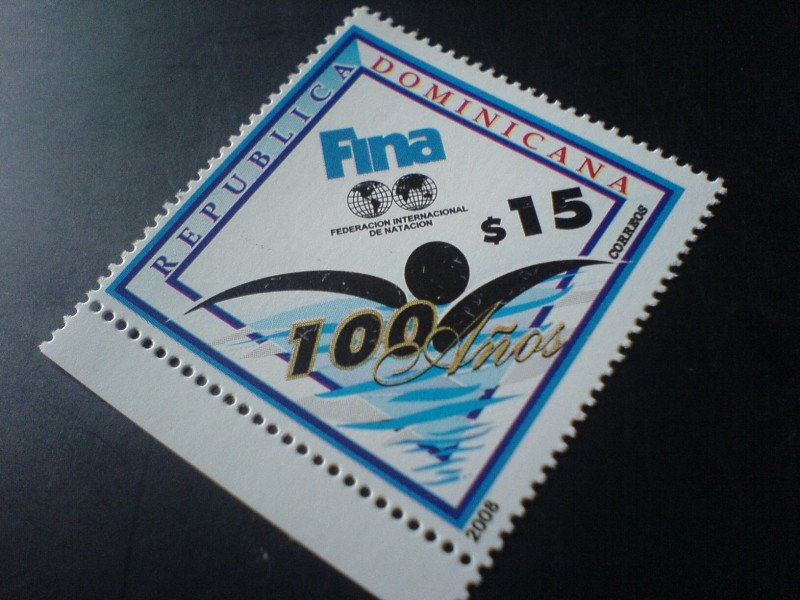 REPUBLICA DOMINICANA
Fina
FEDERACION INTERNACIONAL
DE NATACION
$15
CORREOS
100 Años
2008